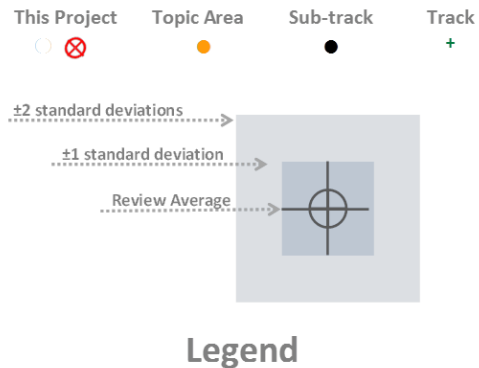 This Project Topic Area Sub-track Track
±2 standard deviations
±1 standard deviation
Review Average
Legend